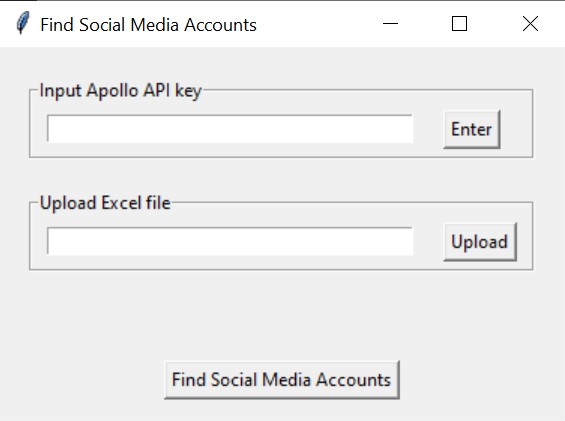 Find Social Media Accounts
Input Apollo API key
Enter
Upload Excel file
Upload
Find Social Media Accounts